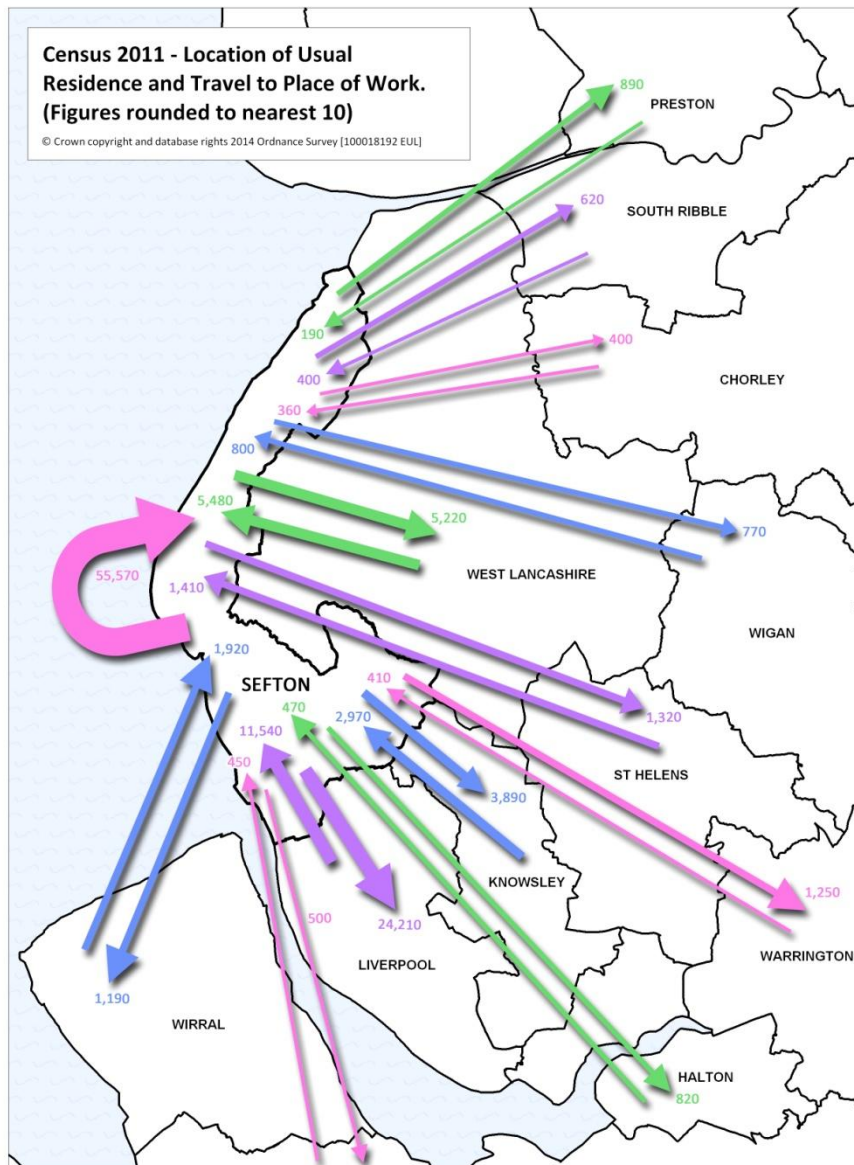 Census 2011 - Location of Usual
Residence and Travel to Place of Work.
(Figures rounded to nearest 10)
© Crown copyright and database rights 2014 Ordnance Survey [100018192 EUL]
890
PRESTON
620
SOUTH RIBBLE
190
400
CHORLEY
400
360
800
5,480
5,220
770
WEST LANCASHIRE
55,570
1,410
WIGAN
1,920
SEFTON
410
470
2,970
1,320
11,540
450
ST HELENS
3,890
KNOWSLEY
1,250
500
24,210
LIVERPOOL
WARRINGTON
1,190
WIRRAL
HALTON
820